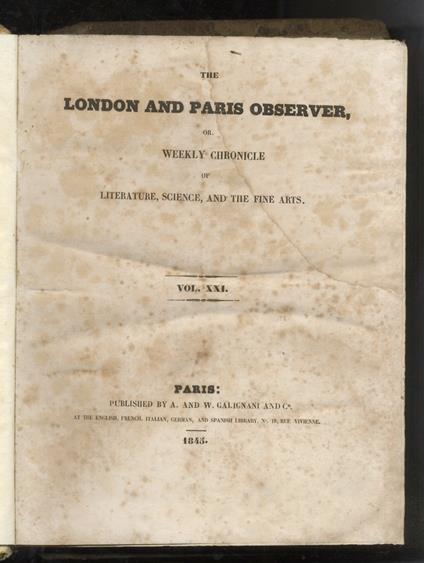 THE
LONDON AND PARIS OBSERVER,
OR,
WEEKLY CHRONICLE
OF
LITERATURE, SCIENCE, AND THE FINE ARTS.
VOL. XXI.
PARIS:
PUBLISHED BY A. AND W. GALIGNANI AND Co.
AT THE ENGLISH, FRENCH, ITALIAN, GERMAN, AND SPANISH LIBRARY, No. 18, RUE VIVIENNE.
1845.